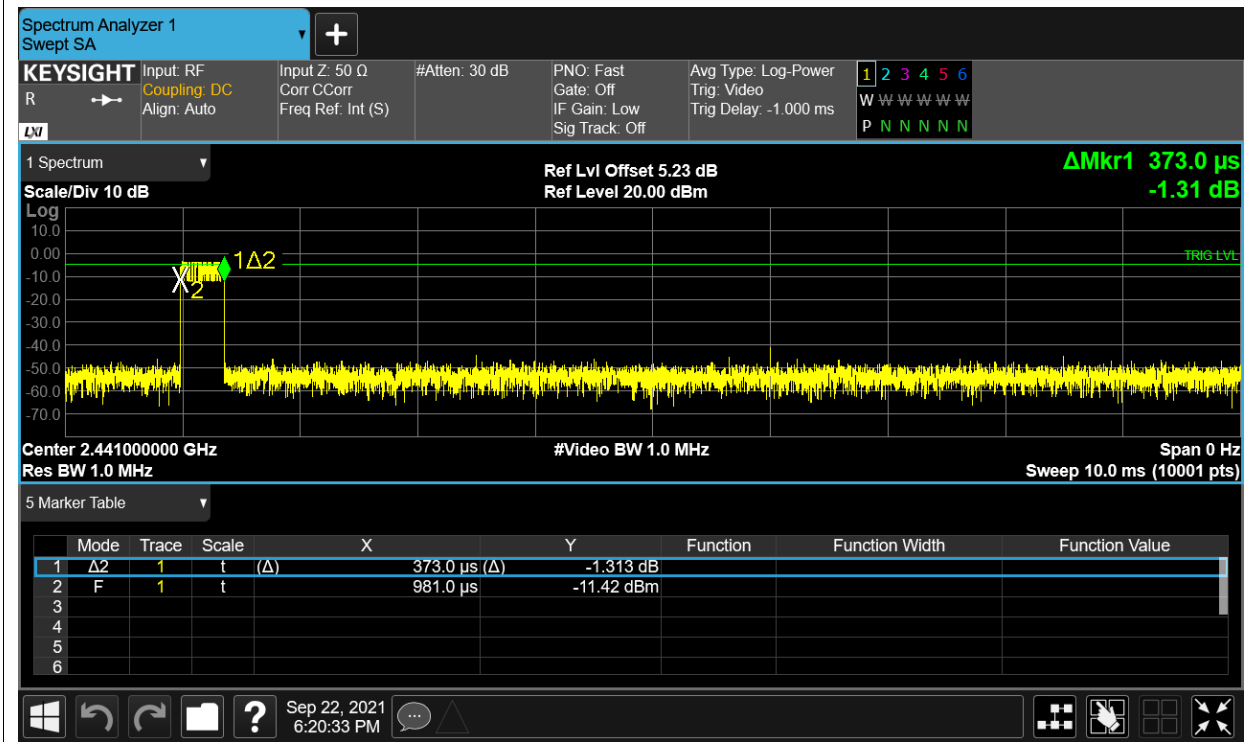 Spectrum Analyzer 1
Swept SA
KEYSIGHT Input: RF Input Z: 50 Ω #Atten: 30 dB PNO: Fast Avg Type: Log-Power 1 2 3 4 5 6
R Coupling: DC Corr CCorr Gate: Off Trig: Video W W W W W W
Align: Auto Freq Ref: Int (S) IF Gain: Low Trig Delay: -1.000 ms
LXI Sig Track: Off P N N N N N
1 Spectrum Ref Lvl Offset 5.23 dB ΔMkr1 373.0 µs
Scale/Div 10 dB Ref Level 20.00 dBm -1.31 dB
Log
10.0
0.00 1Δ2 TRIG LVL
-10.0 X2
-20.0
-30.0
-40.0
-50.0
-60.0
-70.0
Center 2.441000000 GHz #Video BW 1.0 MHz Span 0 Hz
Res BW 1.0 MHz Sweep 10.0 ms (10001 pts)
5 Marker Table
Mode Trace Scale X Y Function Function Width Function Value
1 Δ2 1 t (Δ) 373.0 µs (Δ) -1.313 dB
2 F 1 t 981.0 µs -11.42 dBm
3
4
5
6
? Sep 22, 2021
6:20:33 PM